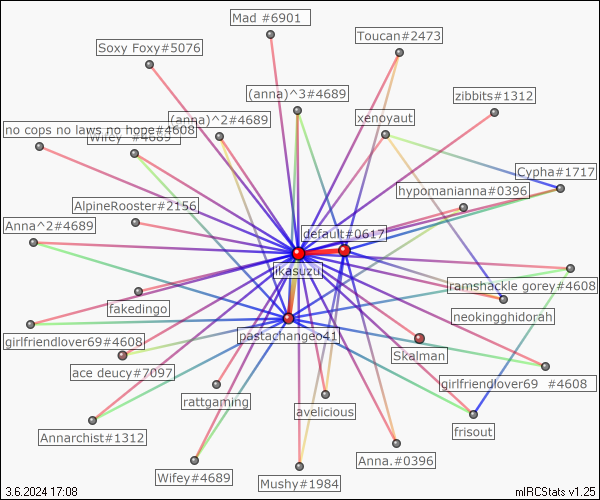 Mad #6901
Soxy Foxy#5076
Toucan#2473
(anna)^3#4689
zibbits#1312
(anna)^2#4689
xenoyaut
no cops no laws no hope#4608
Wifey  #4689
Cypha#1717
hypomanianna#0396
AlpineRooster#2156
Anna^2#4689
default#0617
likasuzu
ramshackle gorey#4608
fakedingo
neokingghidorah
pastachangeo41
girlfriendlover69#4608
Skalman
ace deucy#7097
girlfriendlover69  #4608
rattgaming
avelicious
frisout
Annarchist#1312
Anna.#0396
Wifey#4689
Mushy#1984
3.6.2024 17:08
mIRCStats v1.25